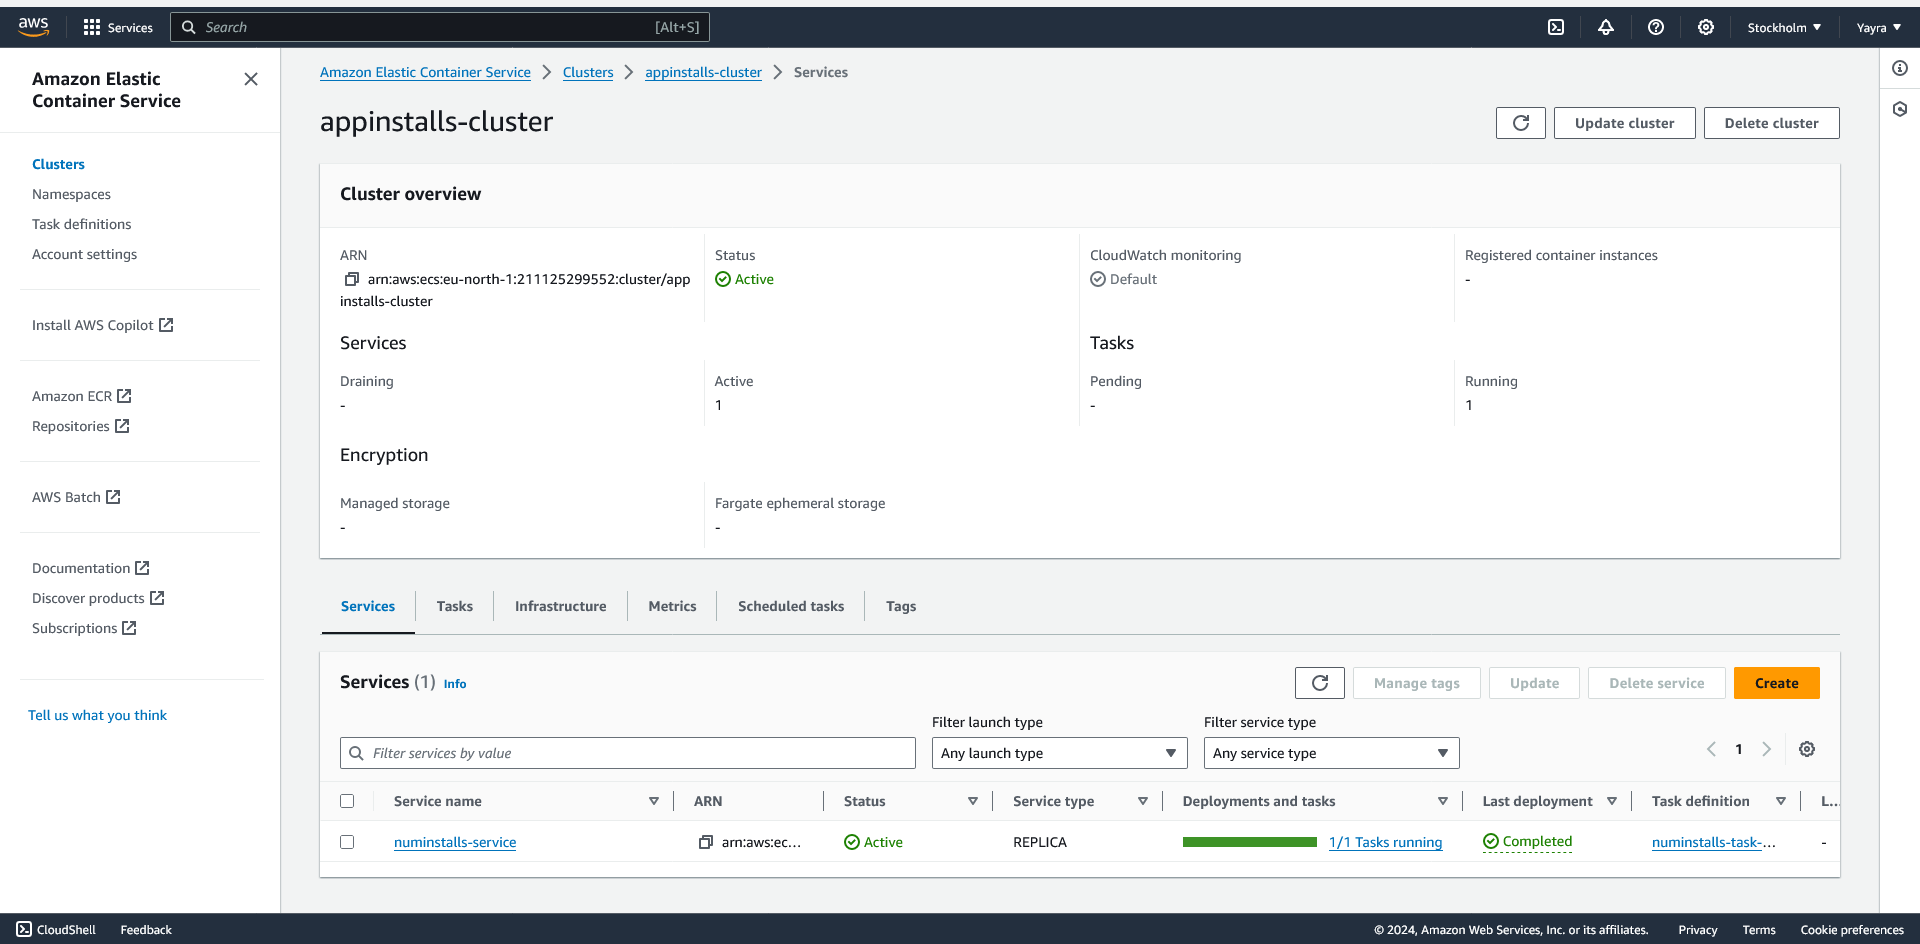 aws
Services
Search
[Alt+S]
Stockholm
Yayra
Amazon Elastic
Container Service
Clusters
Namespaces
Task definitions
Account settings
Install AWS Copilot
Amazon ECR
Repositories
AWS Batch
Documentation
Discover products
Subscriptions
Tell us what you think
Amazon Elastic Container Service
Clusters
appinstalls-cluster
Services
appinstalls-cluster
Update cluster
Delete cluster
Cluster overview
ARN
arn:aws:ecs:eu-north-1:211125299552:cluster/app
installs-cluster
Status
Active
CloudWatch monitoring
Default
Registered container instances
-
Services
Tasks
Draining
-
Active
1
Pending
-
Running
1
Encryption
Managed storage
-
Fargate ephemeral storage
-
Services
Tasks
Infrastructure
Metrics
Scheduled tasks
Tags
Services (1) Info
Manage tags
Update
Delete service
Create
Filter services by value
Filter launch type
Any launch type
Filter service type
Any service type
1
Service name
ARN
Status
Service type
Deployments and tasks
Last deployment
Task definition
L...
numinstalls-service
arn:aws:ec...
Active
REPLICA
1/1 Tasks running
Completed
numinstalls-task-...
-
CloudShell
Feedback
© 2024, Amazon Web Services, Inc. or its affiliates.
Privacy
Terms
Cookie preferences